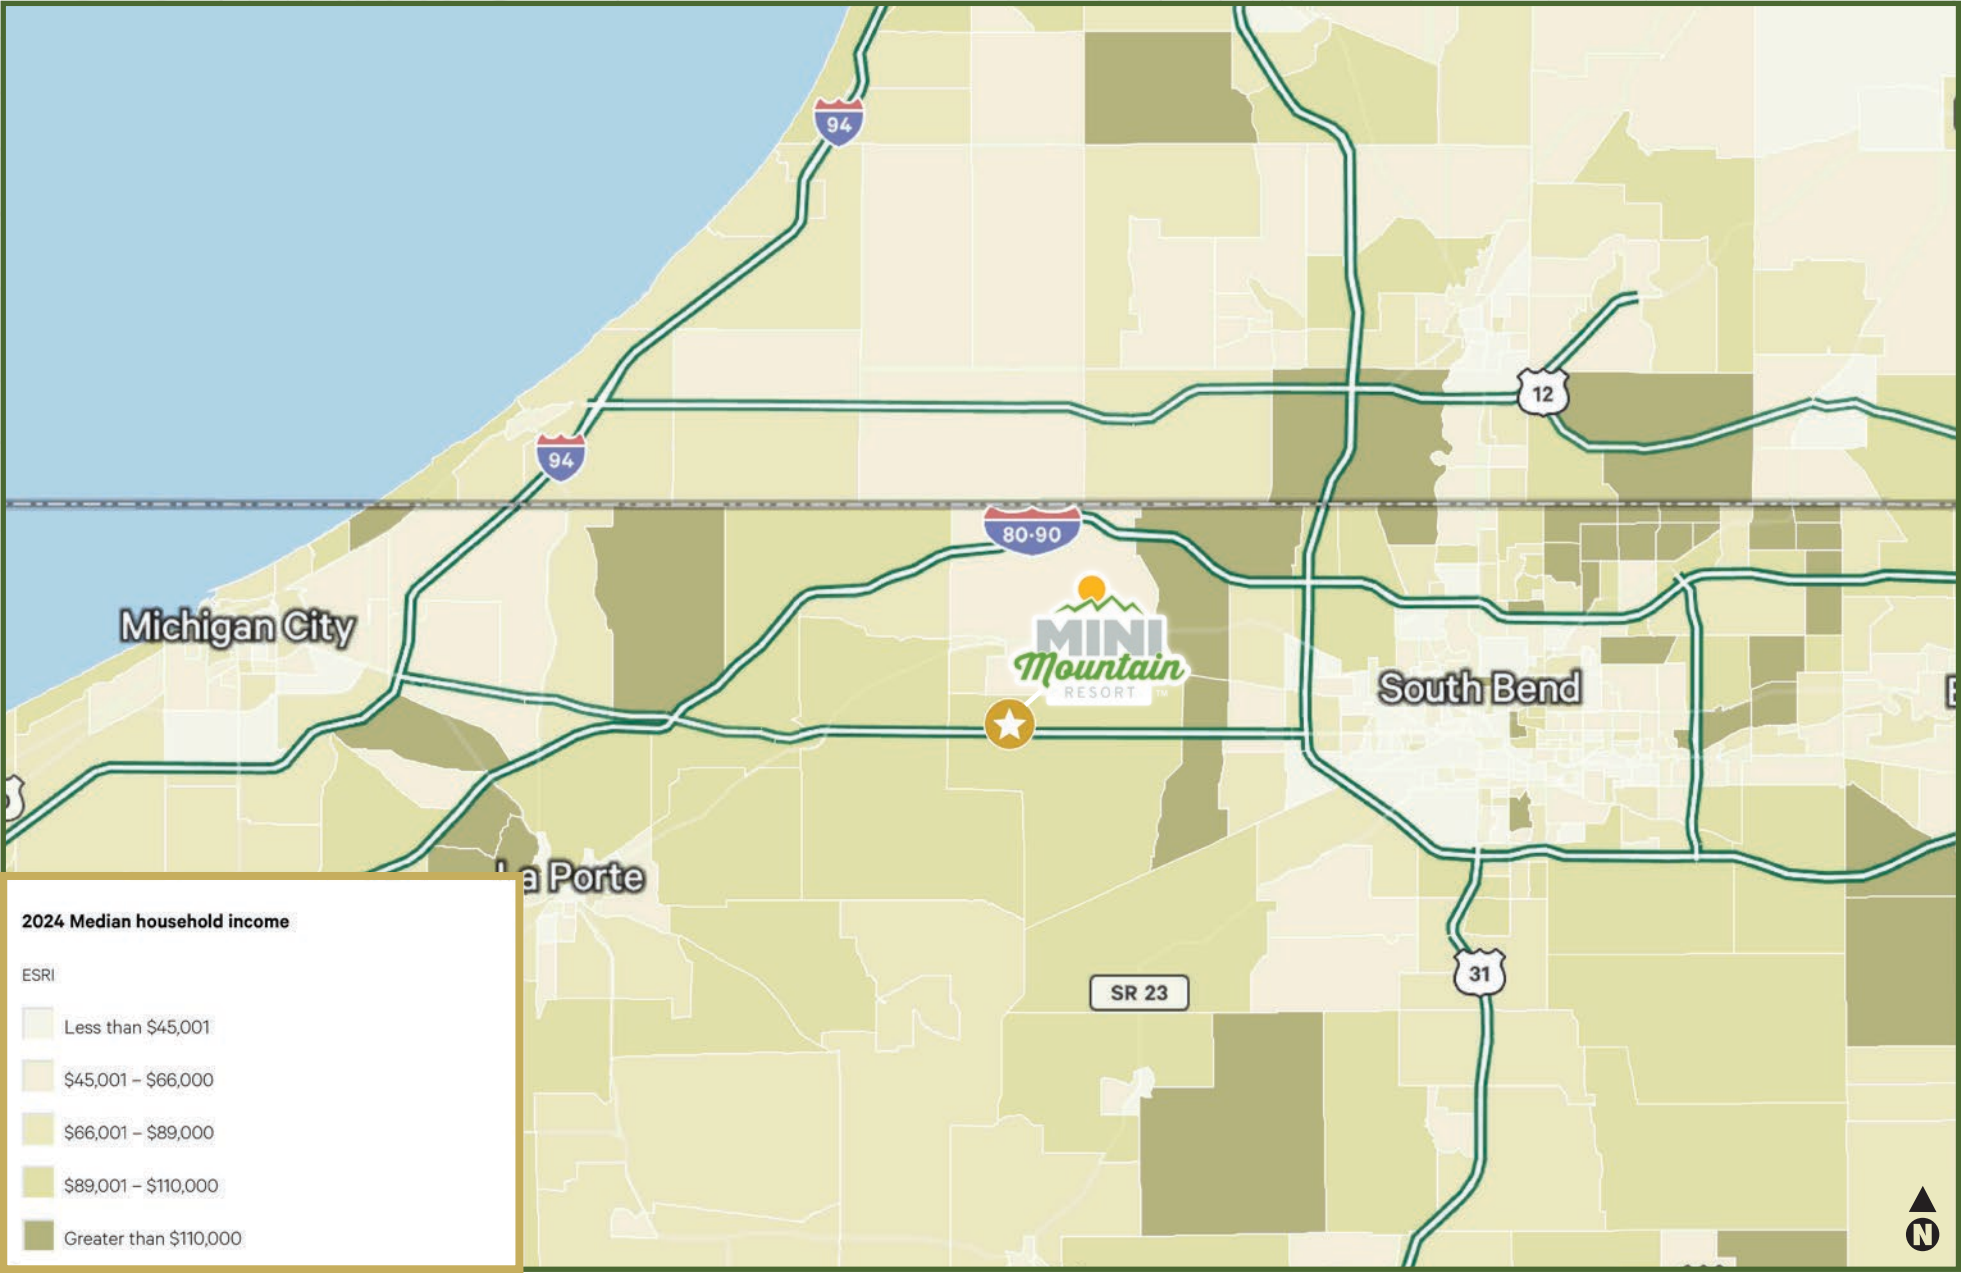 94
94
12
80-90
MINI
Mountain
RESORT ™
Michigan City
South Bend
La Porte
SR 23
31
2024 Median household income
ESRI
Less than $45,001
$45,001 – $66,000
$66,001 – $89,000
$89,001 – $110,000
Greater than $110,000
N